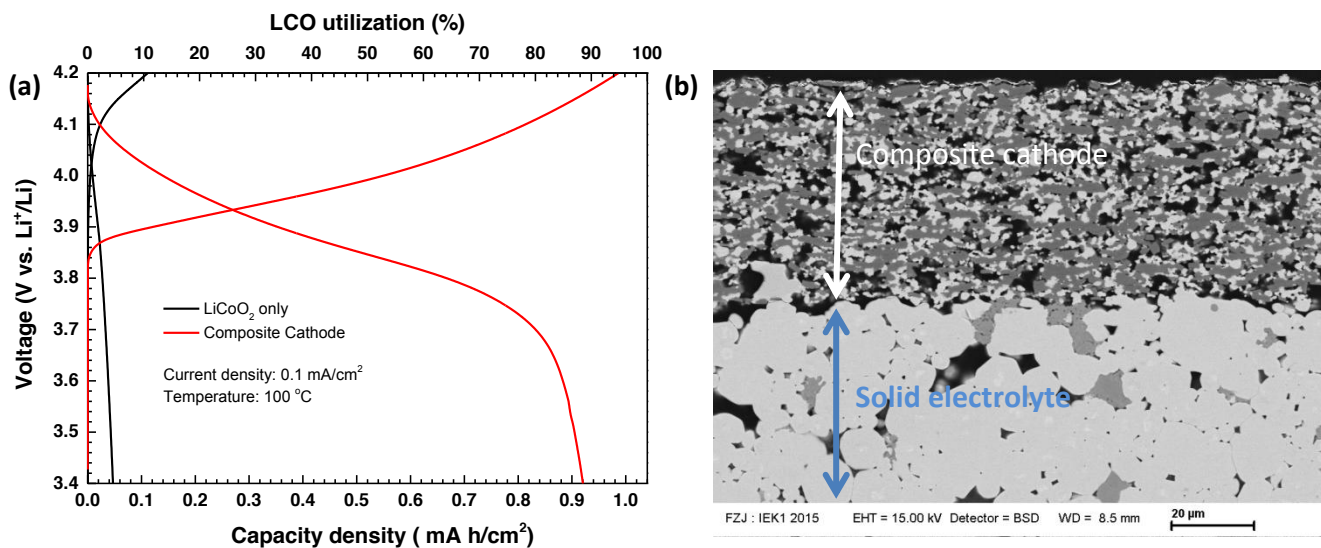 LCO utilization (%)
0 10 20 30 40 50 60 70 80 90 100
(a)
4.2
4.1
4.0
3.9
3.8
3.7
3.6
3.5
3.4
Voltage (V vs. Li⁺/Li)
LiCoO₂ only
Composite Cathode
Current density: 0.1 mA/cm²
Temperature: 100 °C
0.0 0.1 0.2 0.3 0.4 0.5 0.6 0.7 0.8 0.9 1.0
Capacity density ( mA h/cm²)
(b)
Composite cathode
Solid electrolyte
FZJ : IEK1 2015 EHT = 15.00 kV Detector = BSD WD = 8.5 mm 20 µm